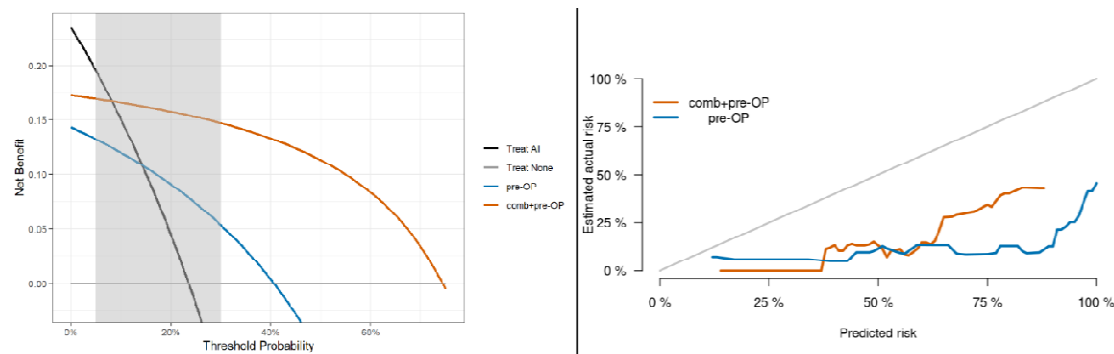 0.20
0.15
0.10
0.05
0.00
Net Benefit
0%
20%
40%
60%
Threshold Probability
Treat All
Treat None
pre-OP
comb+pre-OP
100 %
75 %
50 %
25 %
0 %
Estimated actual risk
comb+pre-OP
pre-OP
0 %
25 %
50 %
75 %
100 %
Predicted risk